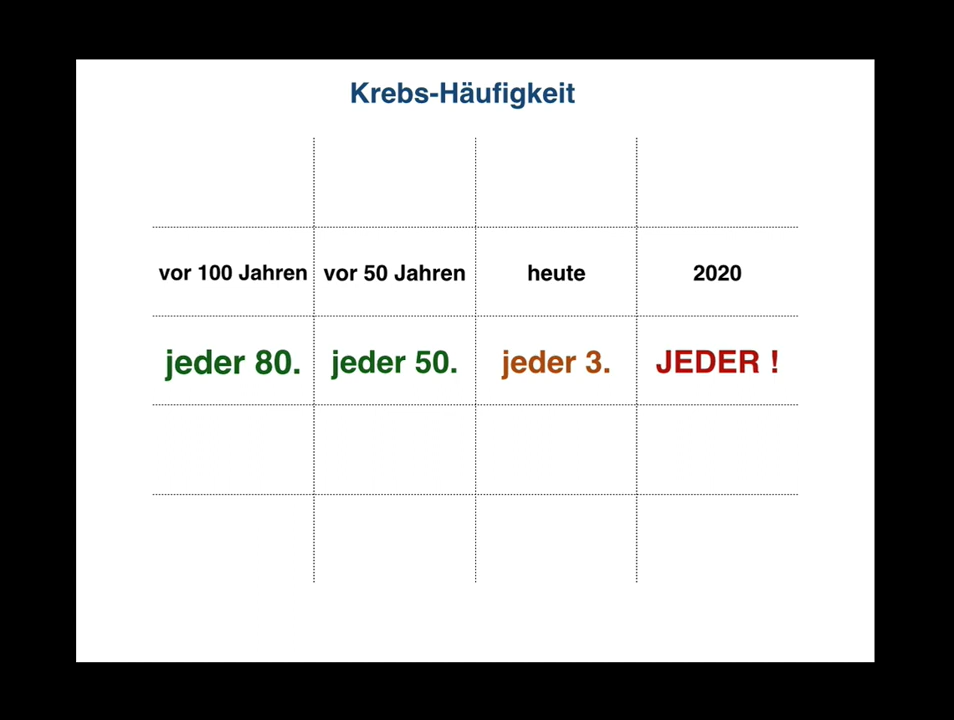 Krebs-Häufigkeit
vor 100 Jahren vor 50 Jahren heute 2020
jeder 80. jeder 50. jeder 3. JEDER !